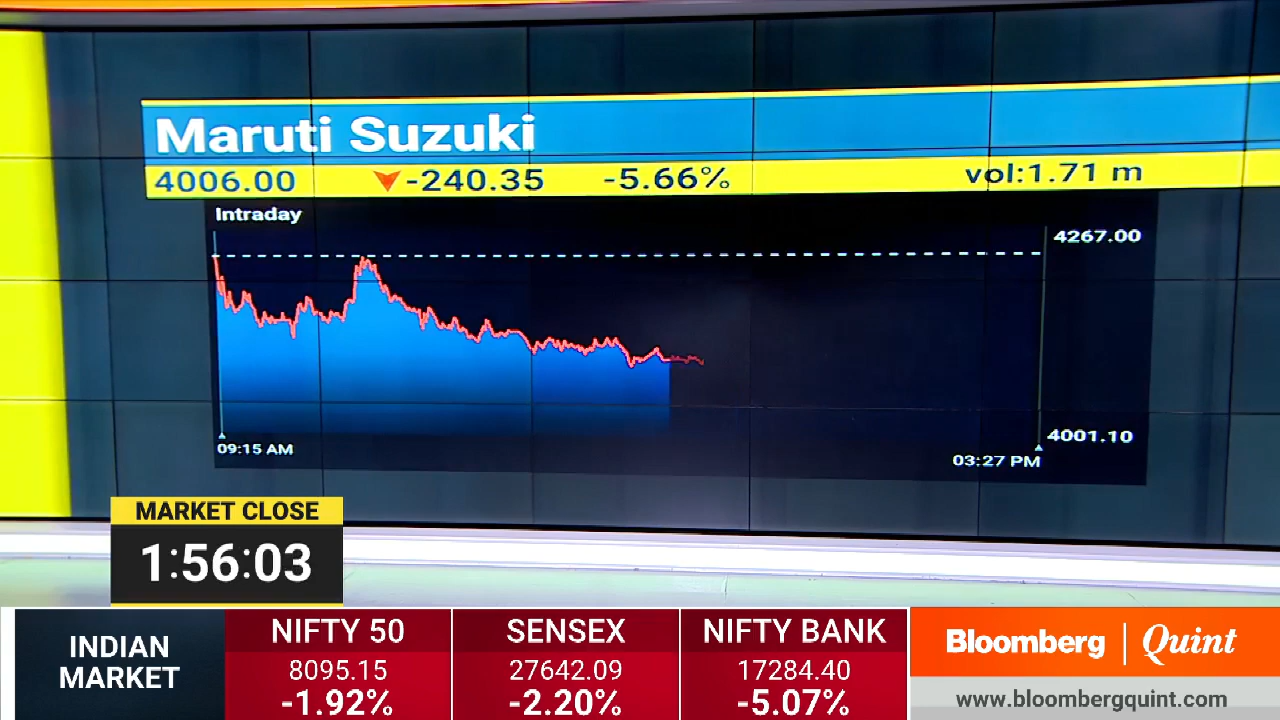 Maruti Suzuki
4006.00 -240.35 -5.66% vol:1.71 m
Intraday
4267.00
4001.10
09:15 AM
03:27 PM
MARKET CLOSE
1:56:03
INDIAN MARKET
NIFTY 50
8095.15
-1.92%
SENSEX
27642.09
-2.20%
NIFTY BANK
17284.40
-5.07%
Bloomberg | Quint
www.bloombergquint.com